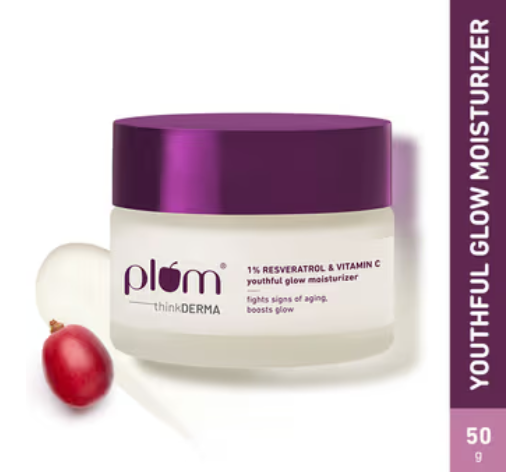 plum®
thinkDERMA
1% RESVERATROL & VITAMIN C
youthful glow moisturizer
fights signs of aging,
boosts glow
YOUTHFUL GLOW MOISTURIZER
50
g